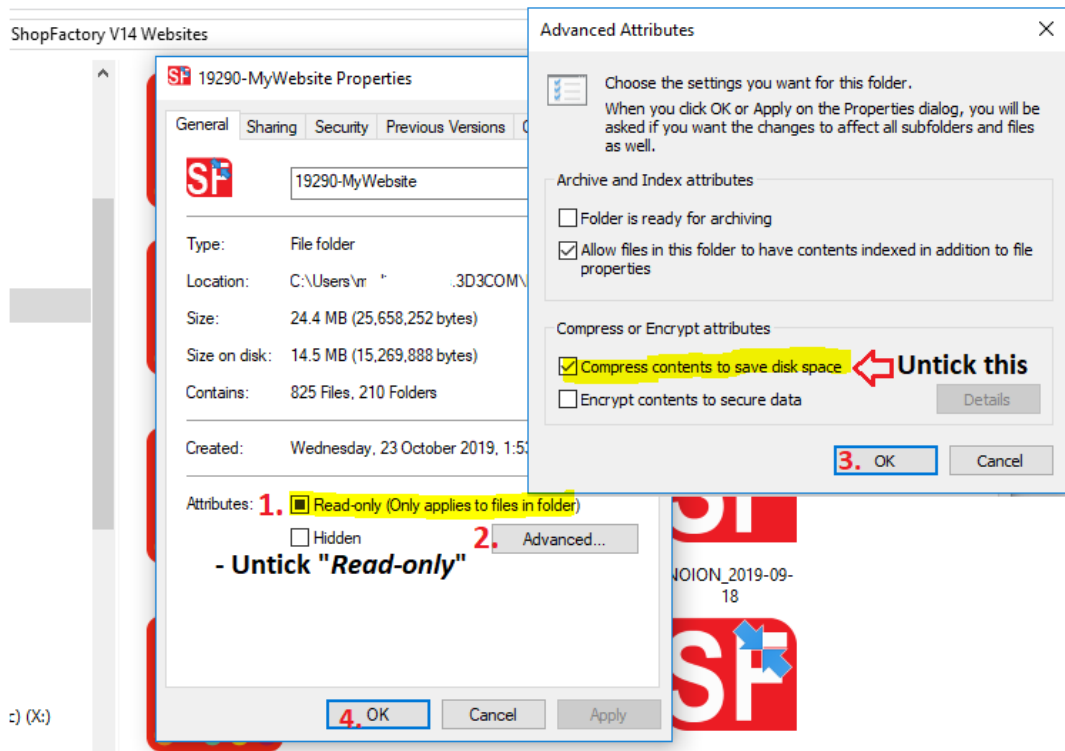 ShopFactory V14 Websites
19290-MyWebsite Properties
General Sharing Security Previous Versions
SF
19290-MyWebsite
Type: File folder
Location: C:\Users\m .3D3COM\
Size: 24.4 MB (25,658,252 bytes)
Size on disk: 14.5 MB (15,269,888 bytes)
Contains: 825 Files, 210 Folders
Created: Wednesday, 23 October 2019, 1:53
Attributes: 1. Read-only (Only applies to files in folder)
Hidden
2. Advanced...
- Untick "Read-only"
4. OK Cancel Apply
Advanced Attributes
Choose the settings you want for this folder.
When you click OK or Apply on the Properties dialog, you will be
asked if you want the changes to affect all subfolders and files
as well.
Archive and Index attributes
Folder is ready for archiving
Allow files in this folder to have contents indexed in addition to file
properties
Compress or Encrypt attributes
Compress contents to save disk space Untick this
Encrypt contents to secure data Details
3. OK Cancel
SF
NOION_2019-09-
18
SF
c) (X:)